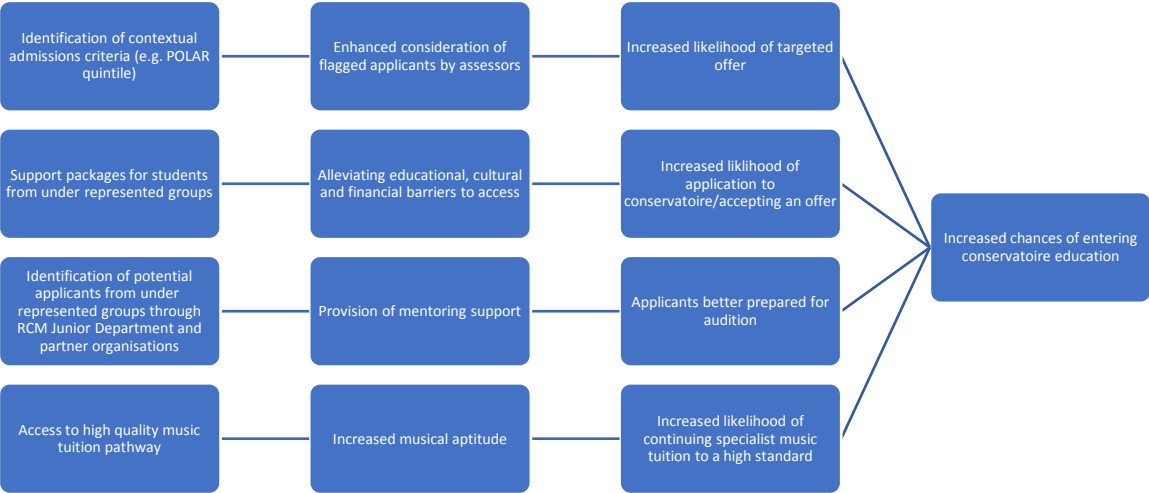 Identification of contextual
admissions criteria (e.g. POLAR
quintile)
Enhanced consideration of
flagged applicants by assessors
Increased likelihood of targeted
offer
Support packages for students
from under represented groups
Alleviating educational, cultural
and financial barriers to access
Increased liklihood of
application to
conservatoire/accepting an offer
Identification of potential
applicants from under
represented groups through
RCM Junior Department and
partner organisations
Provision of mentoring support
Applicants better prepared for
audition
Access to high quality music
tuition pathway
Increased musical aptitude
Increased likelihood of
continuing specialist music
tuition to a high standard
Increased chances of entering
conservatoire education